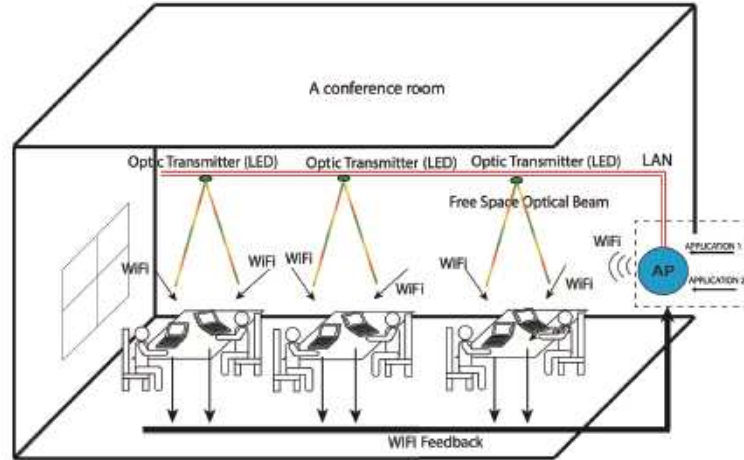 A conference room
Optic Transmitter (LED)
Optic Transmitter (LED)
Optic Transmitter (LED)
LAN
Free Space Optical Beam
WiFi
WiFi
WiFi
WiFi
WiFi
WiFi
WiFi
APPLICATION 1
AP
APPLICATION 2
WIFI Feedback